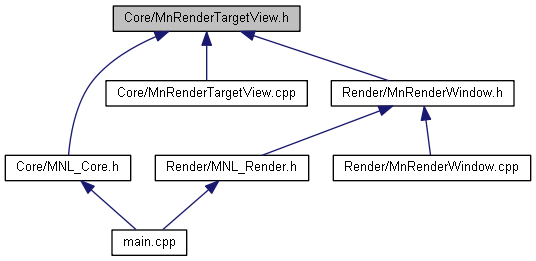 Core/MnRenderTargetView.h
Core/MnRenderTargetView.cpp
Render/MnRenderWindow.h
Core/MNL_Core.h
Render/MNL_Render.h
Render/MnRenderWindow.cpp
main.cpp